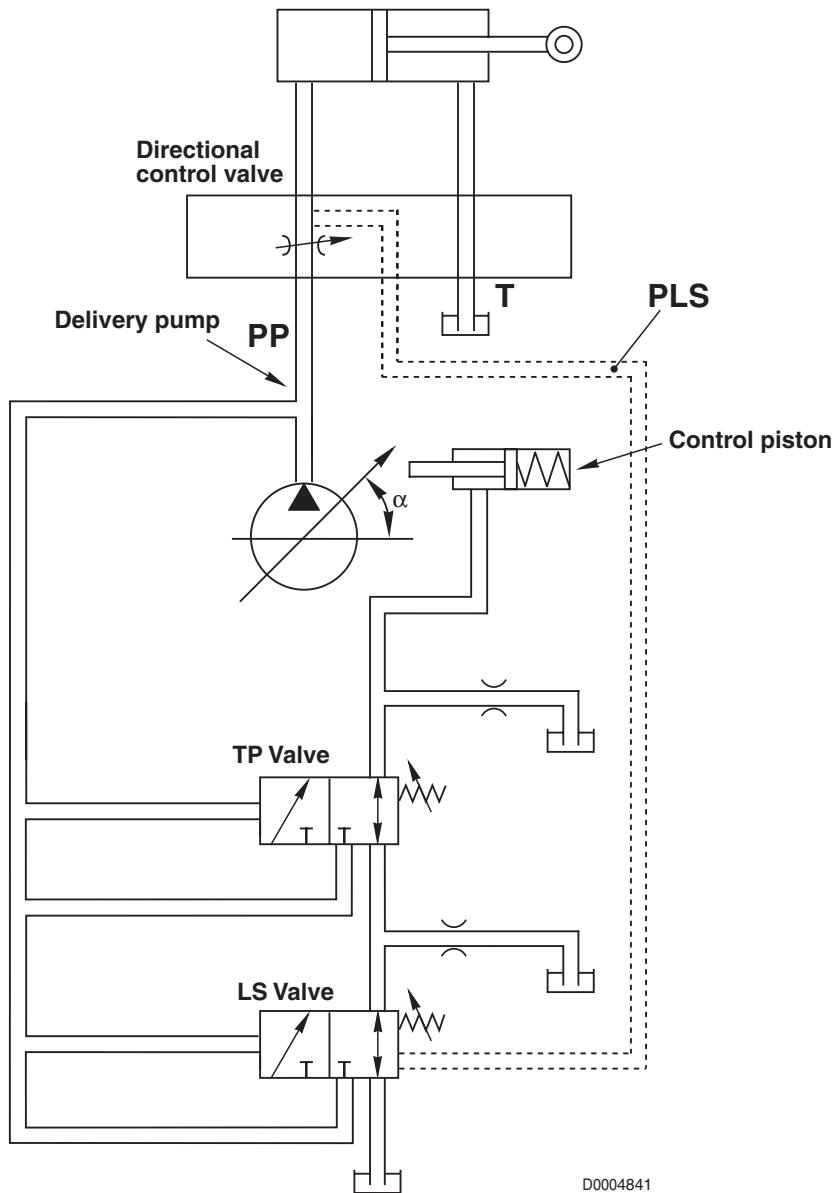 Directional
control valve
T
PLS
Delivery pump
PP
Control piston
α
TP Valve
LS Valve
D0004841